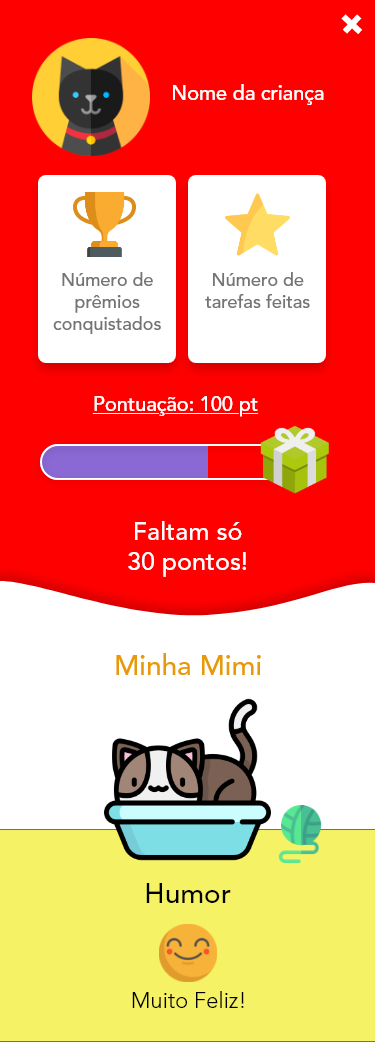 Nome da criança
Número de
prêmios
conquistados
Número de
tarefas feitas
Pontuação: 100 pt
Faltam só
30 pontos!
Minha Mimi
Humor
Muito Feliz!